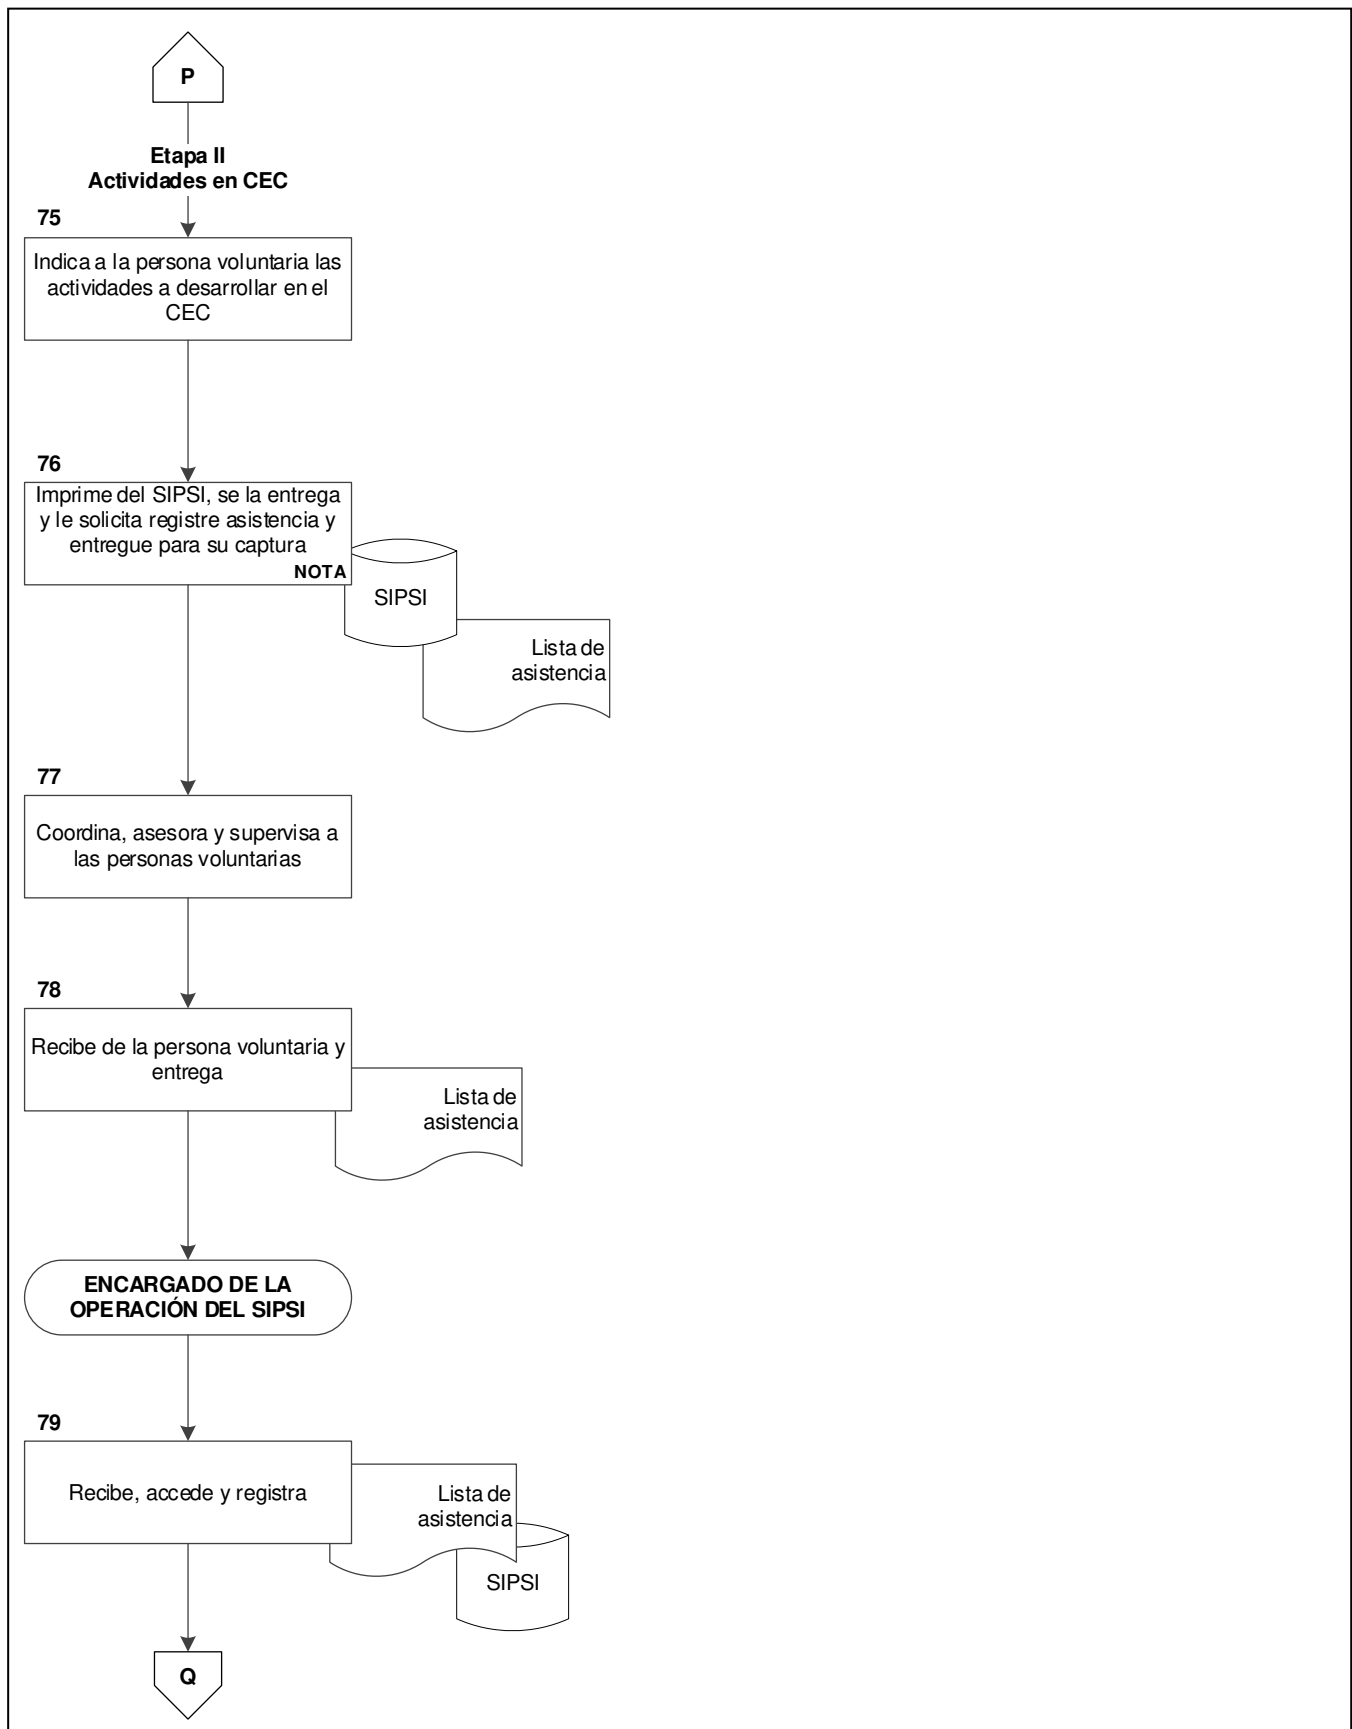 P
Etapa II
Actividades en CEC
75
Indica a la persona voluntaria las
actividades a desarrollar en el
CEC
76
Imprime del SIPSI, se la entrega
y le solicita registre asistencia y
entregue para su captura
NOTA
SIPSI
Lista de
asistencia
77
Coordina, asesora y supervisa a
las personas voluntarias
78
Recibe de la persona voluntaria y
entrega
Lista de
asistencia
ENCARGADO DE LA
OPERACIÓN DEL SIPSI
79
Recibe, accede y registra
Lista de
asistencia
SIPSI
Q